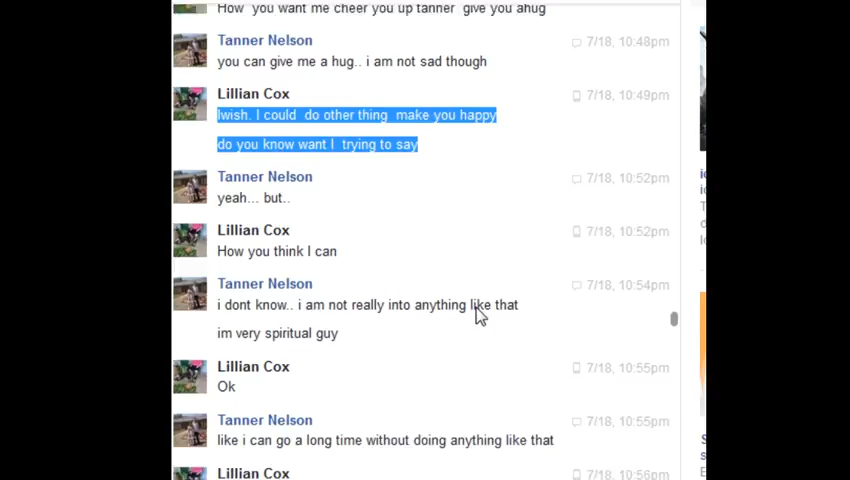 How you want me cheer you up tanner give you ahug
Tanner Nelson
7/18, 10:48pm
you can give me a hug.. i am not sad though
Lillian Cox
7/18, 10:49pm
Iwish. I could do other thing make you happy
do you know want I trying to say
Tanner Nelson
7/18, 10:52pm
yeah... but..
Lillian Cox
7/18, 10:52pm
How you think I can
Tanner Nelson
7/18, 10:54pm
i dont know.. i am not really into anything like that
im very spiritual guy
Lillian Cox
7/18, 10:55pm
Ok
Tanner Nelson
7/18, 10:55pm
like i can go a long time without doing anything like that
Lillian Cox
7/18, 10:56pm